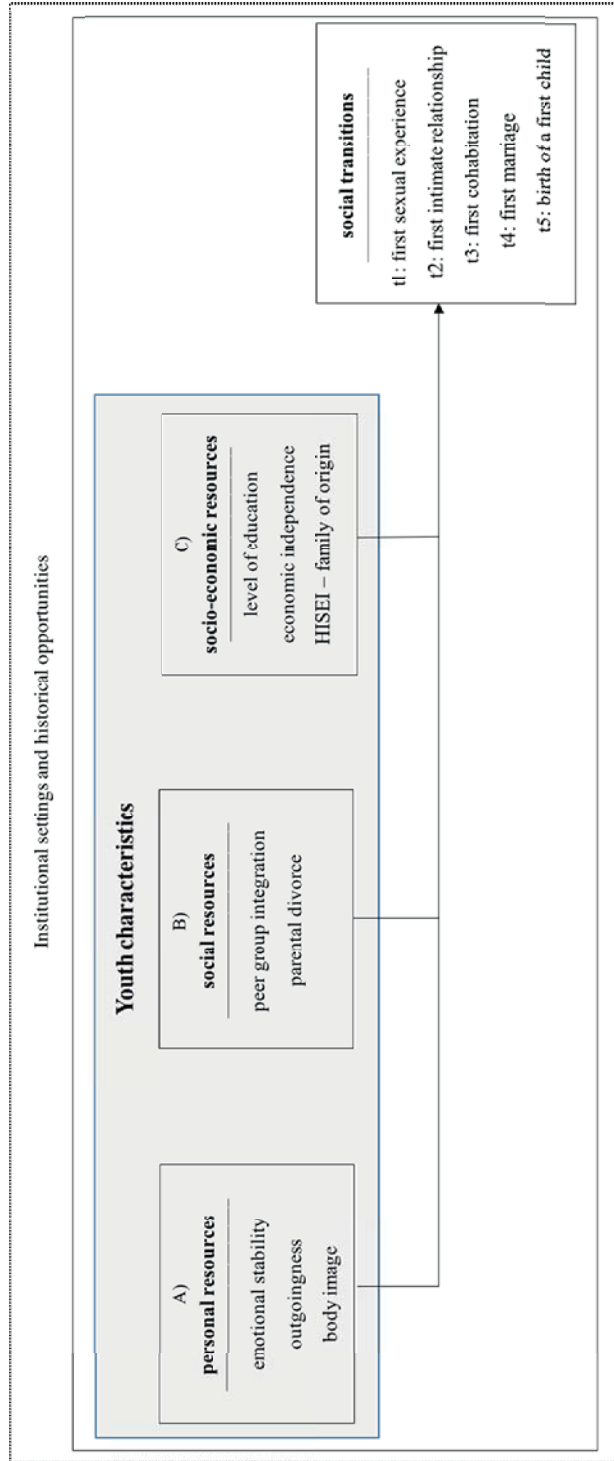 Institutional settings and historical opportunities
Youth characteristics
A)
personal resources
emotional stability
outgoingness
body image
B)
social resources
peer group integration
parental divorce
C)
socio-economic resources
level of education
economic independence
HISEI – family of origin
social transitions
t1: first sexual experience
t2: first intimate relationship
t3: first cohabitation
t4: first marriage
t5: birth of a first child